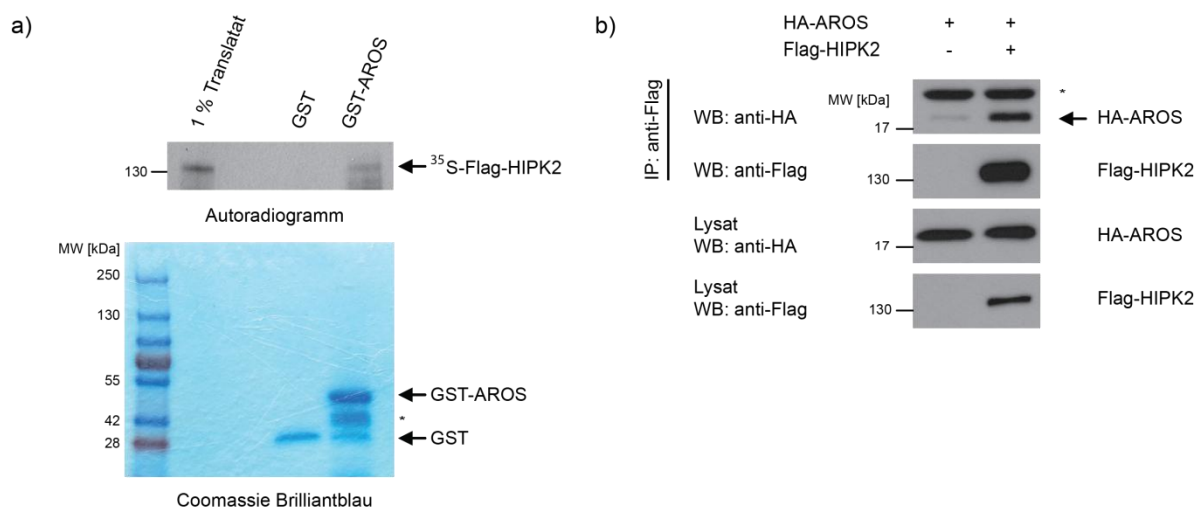 a)
1 % Translatat
GST
GST-AROS
130
35S-Flag-HIPK2
Autoradiogramm
MW [kDa]
250
130
55
42
28
GST-AROS
*
GST
Coomassie Brilliantblau
b)
HA-AROS + +
Flag-HIPK2 - +
IP: anti-Flag
MW [kDa]
*
WB: anti-HA
17
HA-AROS
WB: anti-Flag
130
Flag-HIPK2
Lysat
WB: anti-HA
17
HA-AROS
Lysat
WB: anti-Flag
130
Flag-HIPK2